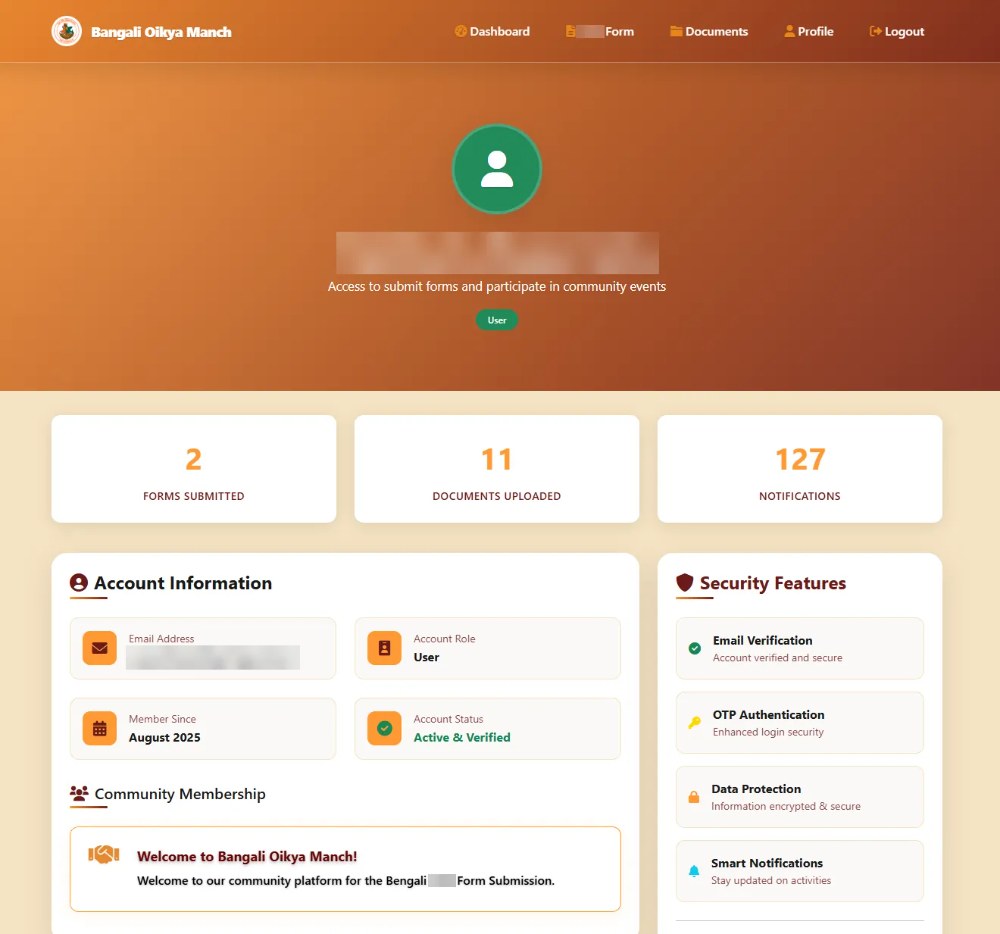 Bangali Oikya Manch
Dashboard
Form
Documents
Profile
Logout
Access to submit forms and participate in community events
User
2
FORMS SUBMITTED
11
DOCUMENTS UPLOADED
127
NOTIFICATIONS
Account Information
Email Address
Account Role
User
Member Since
August 2025
Account Status
Active & Verified
Community Membership
Welcome to Bangali Oikya Manch!
Welcome to our community platform for the Bengali Form Submission.
Security Features
Email Verification
Account verified and secure
OTP Authentication
Enhanced login security
Data Protection
Information encrypted & secure
Smart Notifications
Stay updated on activities